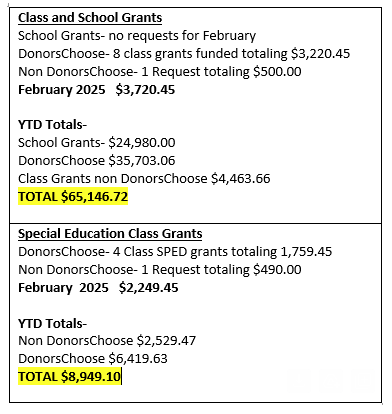 Class and School Grants
School Grants- no requests for February
DonorsChoose- 8 class grants funded totaling $3,220.45
Non DonorsChoose- 1 Request totaling $500.00
February 2025   $3,720.45
YTD Totals-
School Grants- $24,980.00
DonorsChoose $35,703.06
Class Grants non DonorsChoose $4,463.66
TOTAL $65,146.72
Special Education Class Grants
DonorsChoose- 4 Class SPED grants totaling 1,759.45
Non DonorsChoose- 1 Request totaling $490.00
February  2025   $2,249.45
YTD Totals-
Non DonorsChoose $2,529.47
DonorsChoose $6,419.63
TOTAL $8,949.10